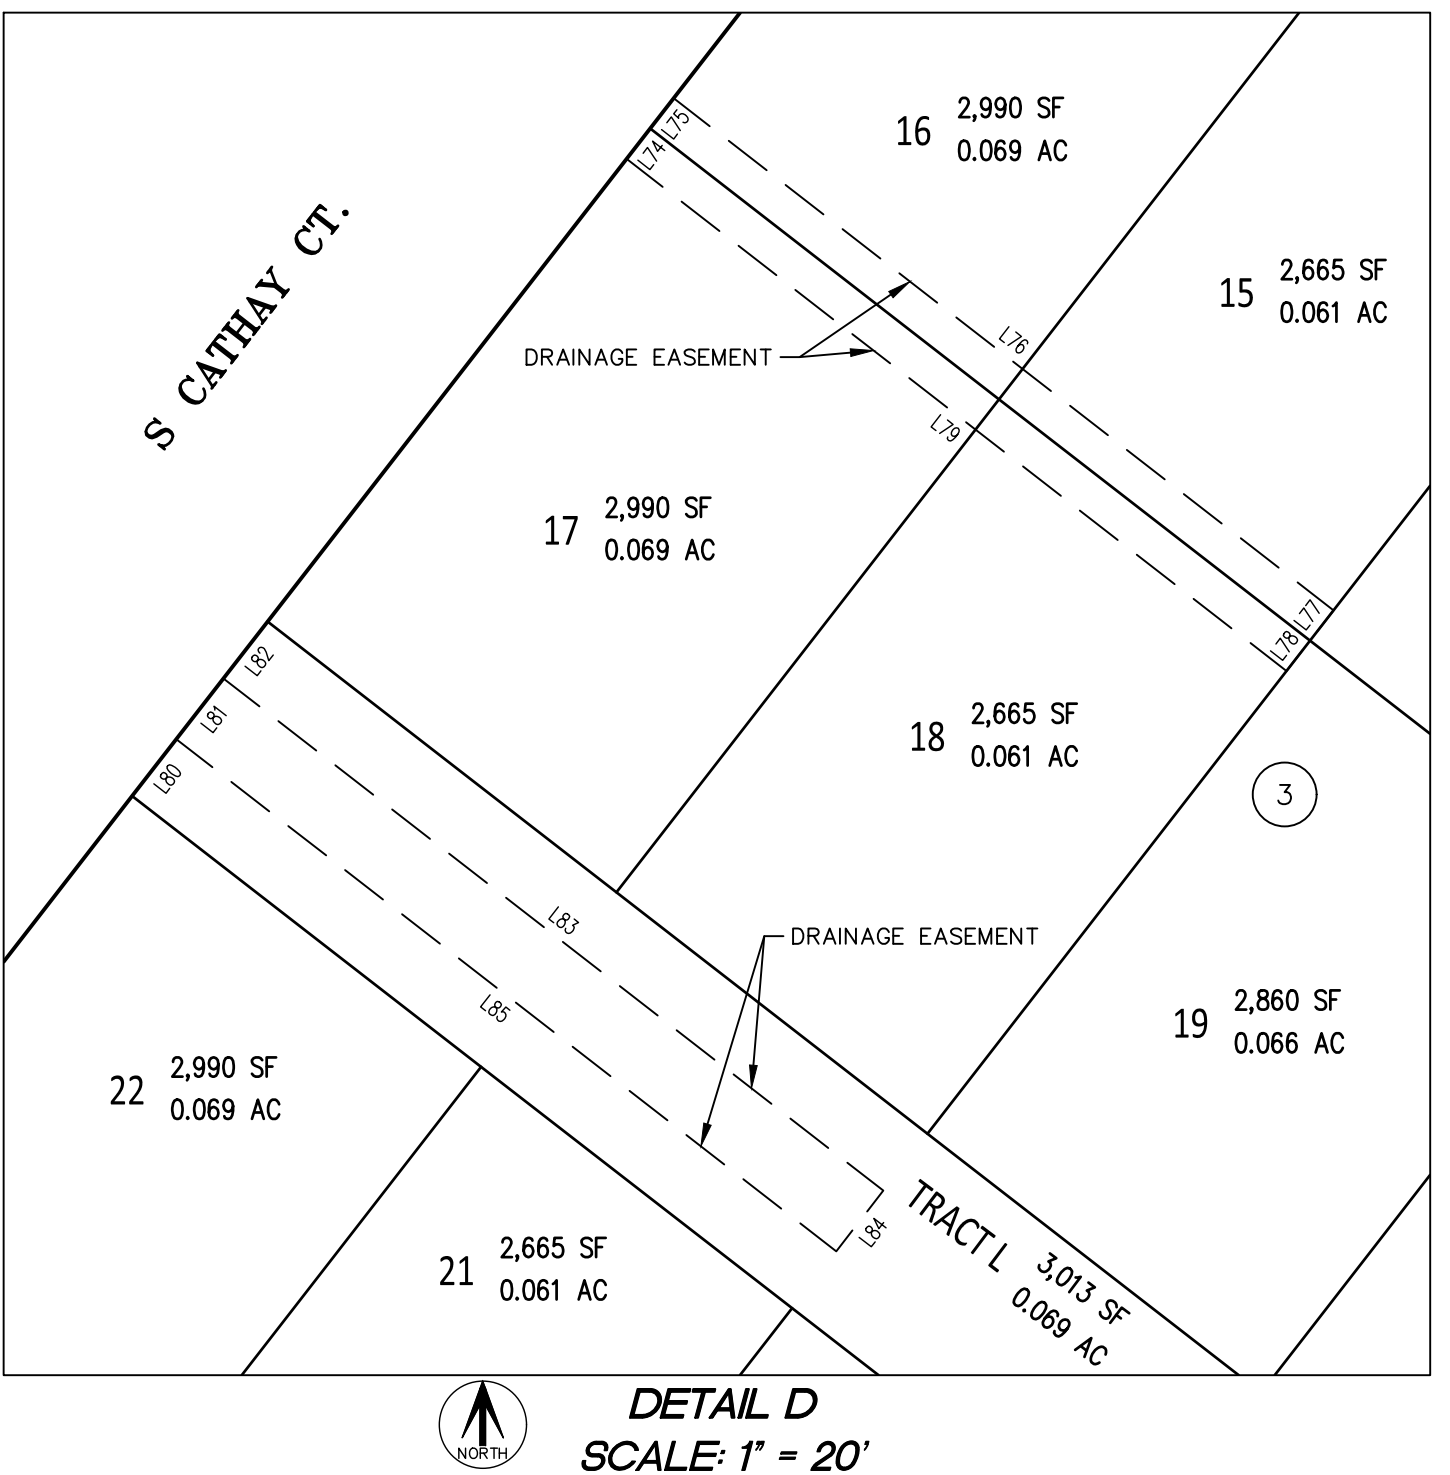 16
2,990 SF
0.069 AC
L75
L74
S CATHAY CT.
15
2,665 SF
0.061 AC
L76
DRAINAGE EASEMENT
L79
17
2,990 SF
0.069 AC
L77
L78
L82
L81
L80
18
2,665 SF
0.061 AC
3
L83
DRAINAGE EASEMENT
L85
19
2,860 SF
0.066 AC
22
2,990 SF
0.069 AC
L84
TRACT L
3,013 SF
0.069 AC
21
2,665 SF
0.061 AC
NORTH
DETAIL D
SCALE: 1" = 20'